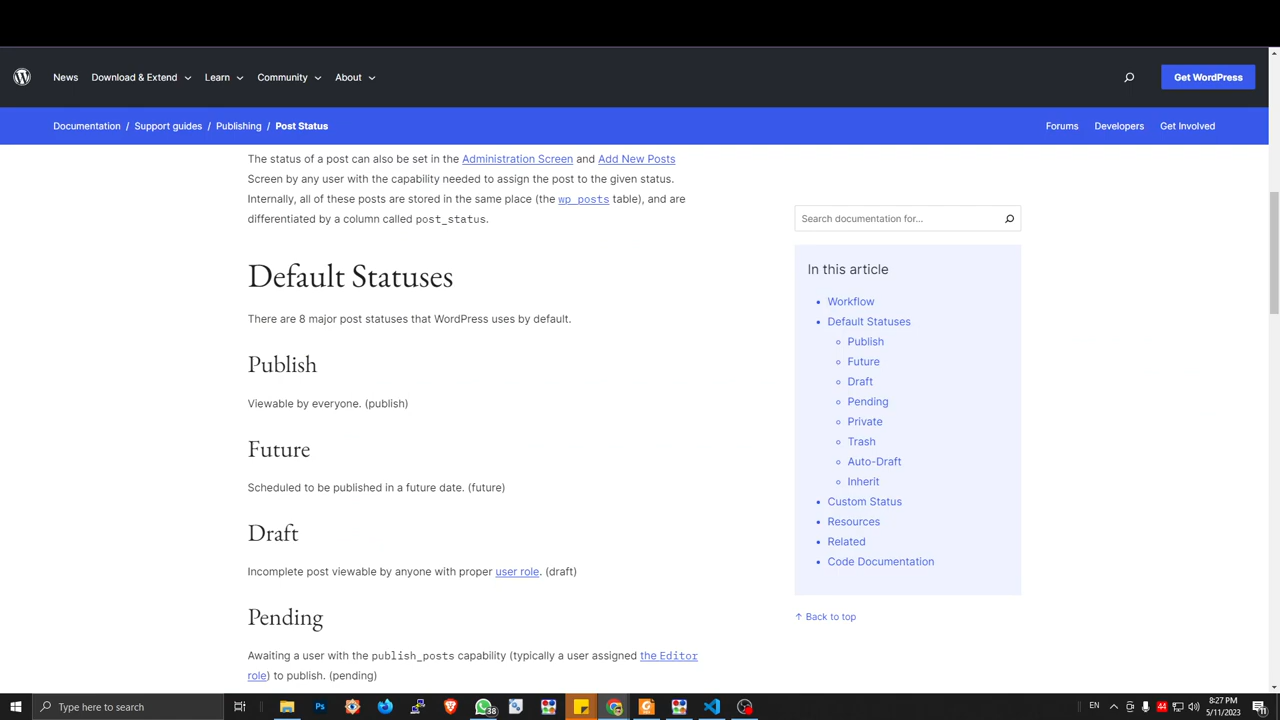 News
Download & Extend
Learn
Community
About
Get WordPress
Documentation / Support guides / Publishing / Post Status
Forums
Developers
Get Involved
The status of a post can also be set in the Administration Screen and Add New Posts
Screen by any user with the capability needed to assign the post to the given status.
Internally, all of these posts are stored in the same place (the wp_posts table), and are
differentiated by a column called post_status.
Default Statuses
There are 8 major post statuses that WordPress uses by default.
Publish
Viewable by everyone. (publish)
Future
Scheduled to be published in a future date. (future)
Draft
Incomplete post viewable by anyone with proper user role. (draft)
Pending
Awaiting a user with the publish_posts capability (typically a user assigned the Editor
role) to publish. (pending)
Search documentation for...
In this article
Workflow
Default Statuses
Publish
Future
Draft
Pending
Private
Trash
Auto-Draft
Inherit
Custom Status
Resources
Related
Code Documentation
↑ Back to top
Type here to search
38
EN
44
8:27 PM
5/11/2023